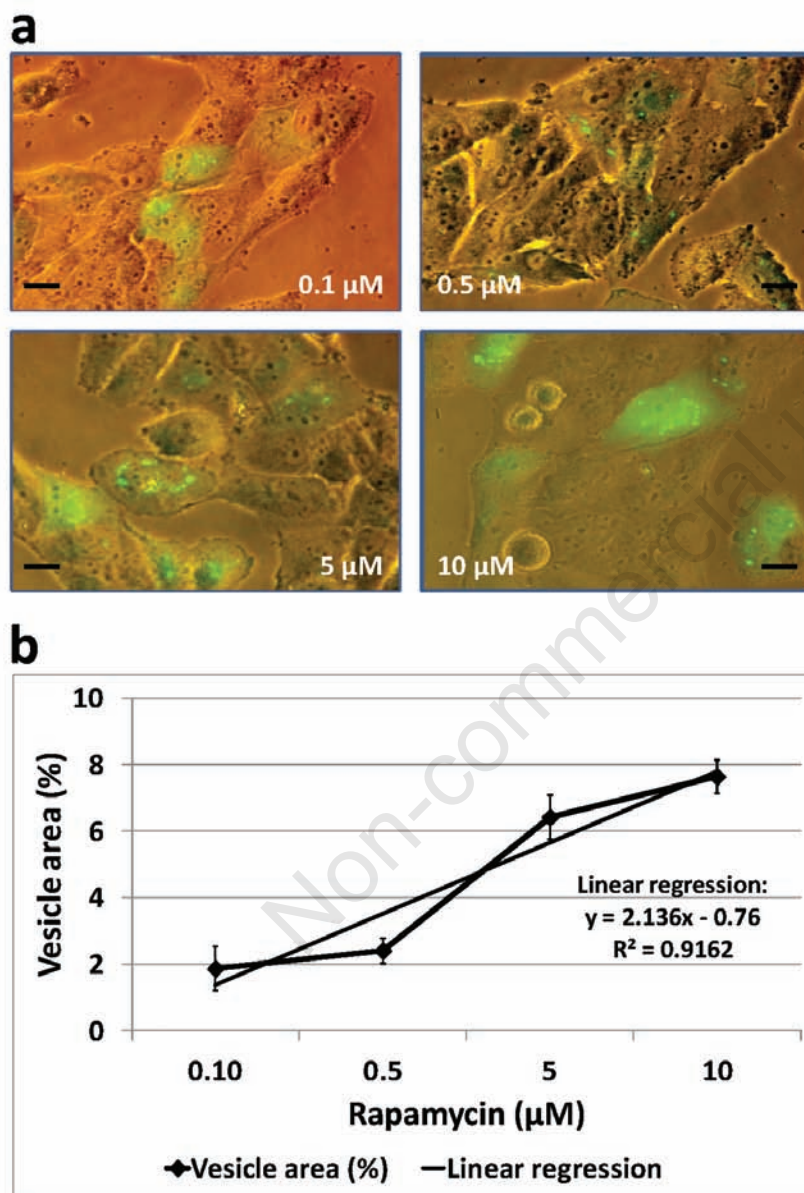 a
0.1 µM
0.5 µM
5 µM
10 µM
b
10
8
6
4
2
0
Vesicle area (%)
Linear regression:
y = 2.136x - 0.76
R² = 0.9162
0.10 0.5 5 10
Rapamycin (µM)
Vesicle area (%) Linear regression
Non-commercial u